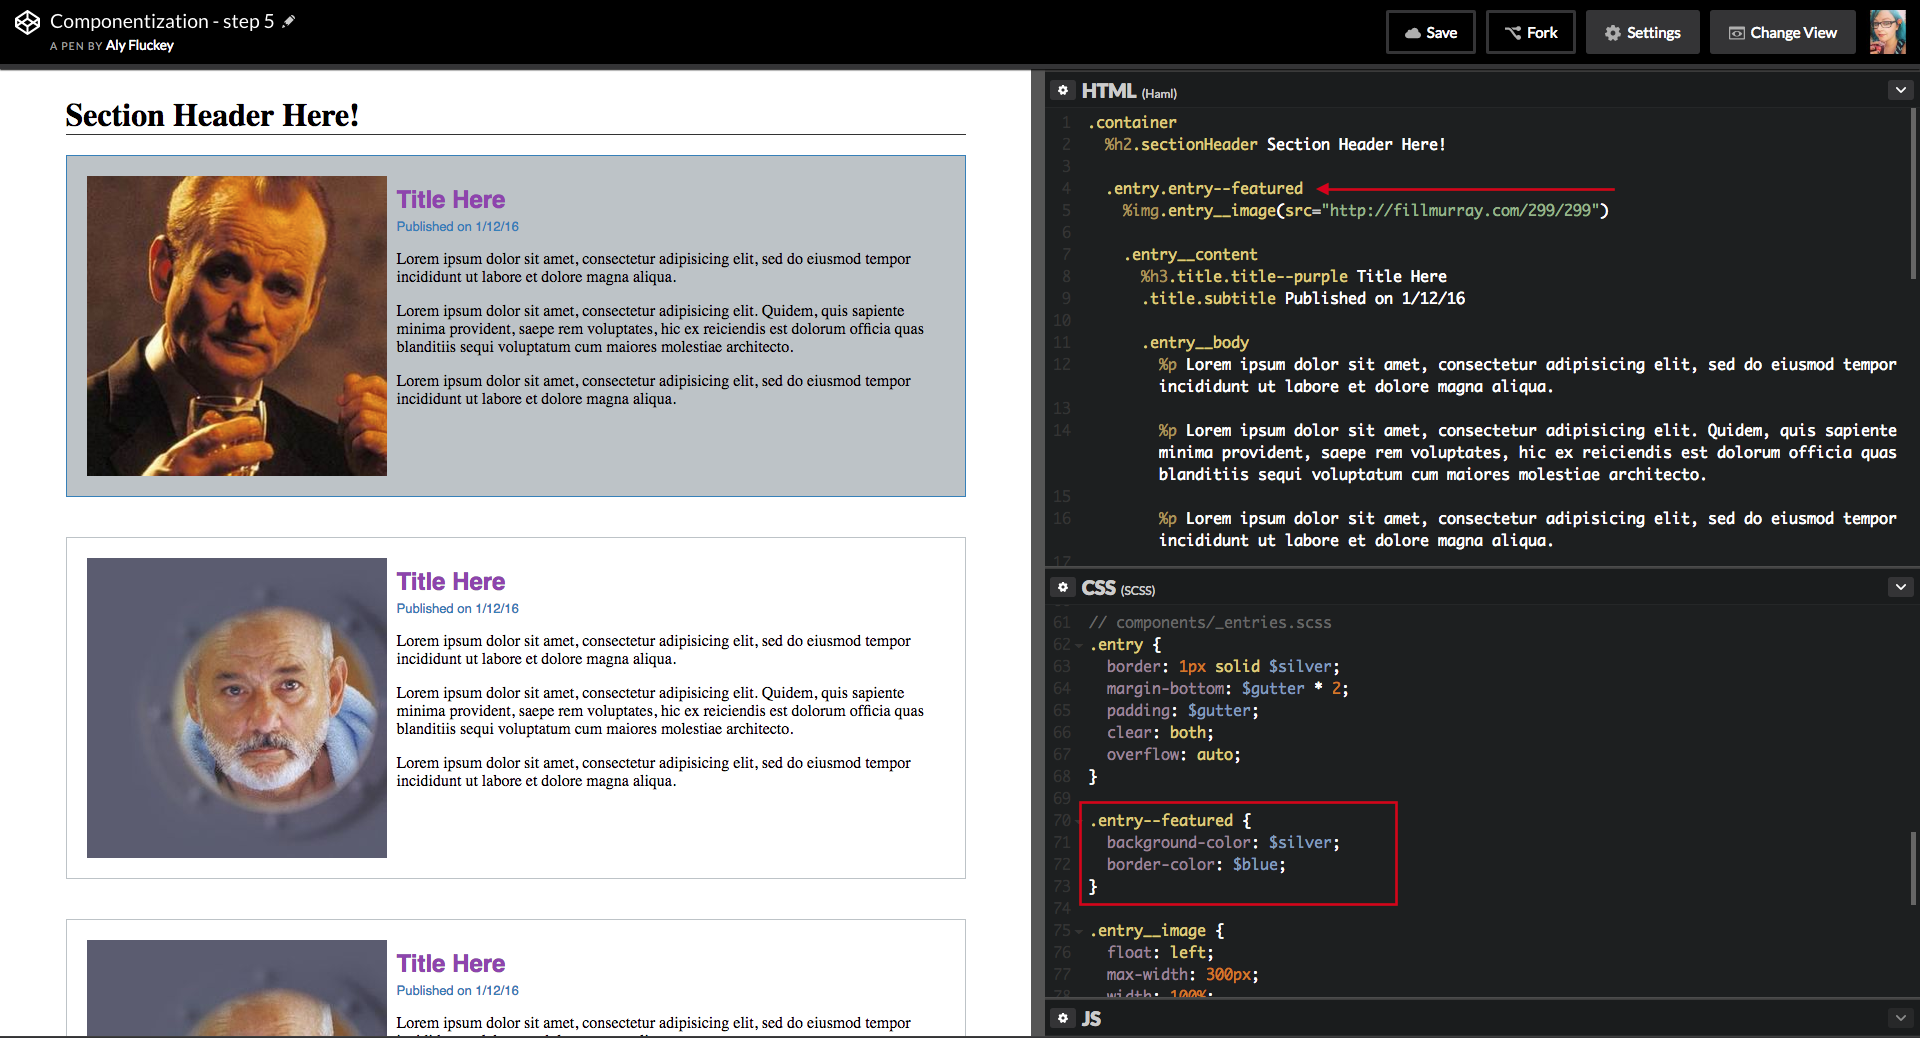 Componentization - step 5
A PEN BY Aly Fluckey
Save
Fork
Settings
Change View
Section Header Here!
Title Here
Published on 1/12/16
Lorem ipsum dolor sit amet, consectetur adipisicing elit, sed do eiusmod tempor
incididunt ut labore et dolore magna aliqua.
Lorem ipsum dolor sit amet, consectetur adipisicing elit. Quidem, quis sapiente
minima provident, saepe rem voluptates, hic ex reiciendis est dolorum officia quas
blanditiis sequi voluptatum cum maiores molestiae architecto.
Lorem ipsum dolor sit amet, consectetur adipisicing elit, sed do eiusmod tempor
incididunt ut labore et dolore magna aliqua.
Title Here
Published on 1/12/16
Lorem ipsum dolor sit amet, consectetur adipisicing elit, sed do eiusmod tempor
incididunt ut labore et dolore magna aliqua.
Lorem ipsum dolor sit amet, consectetur adipisicing elit. Quidem, quis sapiente
minima provident, saepe rem voluptates, hic ex reiciendis est dolorum officia quas
blanditiis sequi voluptatum cum maiores molestiae architecto.
Lorem ipsum dolor sit amet, consectetur adipisicing elit, sed do eiusmod tempor
incididunt ut labore et dolore magna aliqua.
Title Here
Published on 1/12/16
Lorem ipsum dolor sit amet, consectetur adipisicing elit, sed do eiusmod tempor
HTML (Haml)
1 .container
2 %h2.sectionHeader Section Header Here!
3
4 .entry.entry--featured
5 %img.entry__image(src="http://fillmurray.com/299/299")
6
7 .entry__content
8 %h3.title.title--purple Title Here
9 .title.subtitle Published on 1/12/16
10
11 .entry__body
12 %p Lorem ipsum dolor sit amet, consectetur adipisicing elit, sed do eiusmod tempor
incididunt ut labore et dolore magna aliqua.
13
14 %p Lorem ipsum dolor sit amet, consectetur adipisicing elit. Quidem, quis sapiente
minima provident, saepe rem voluptates, hic ex reiciendis est dolorum officia quas
blanditiis sequi voluptatum cum maiores molestiae architecto.
15
16 %p Lorem ipsum dolor sit amet, consectetur adipisicing elit, sed do eiusmod tempor
incididunt ut labore et dolore magna aliqua.
17
CSS (SCSS)
61 // components/_entries.scss
62 .entry {
63 border: 1px solid $silver;
64 margin-bottom: $gutter * 2;
65 padding: $gutter;
66 clear: both;
67 overflow: auto;
68 }
69
70 .entry--featured {
71 background-color: $silver;
72 border-color: $blue;
73 }
74
75 .entry__image {
76 float: left;
77 max-width: 300px;
78 width: 100%;
JS